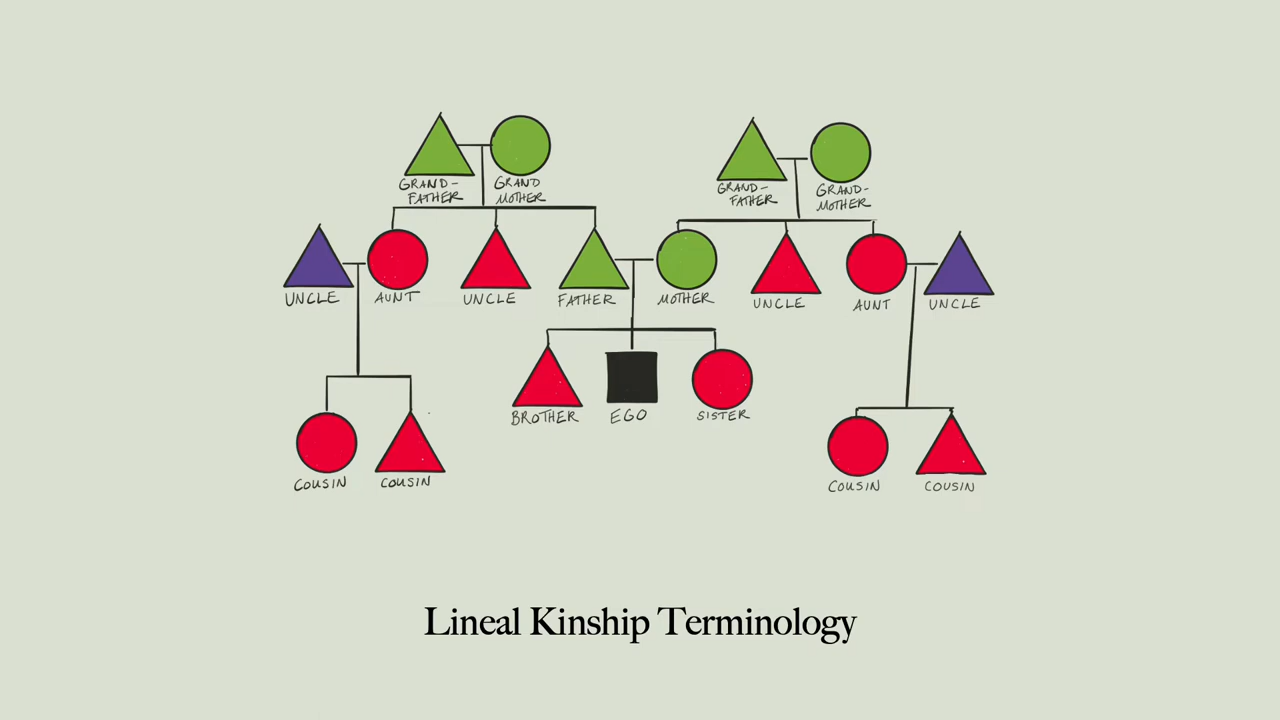 GRAND-
FATHER
GRAND
MOTHER
GRAND-
FATHER
GRAND-
MOTHER
UNCLE
AUNT
UNCLE
FATHER
MOTHER
UNCLE
AUNT
UNCLE
BROTHER
EGO
SISTER
COUSIN
COUSIN
COUSIN
COUSIN
Lineal Kinship Terminology